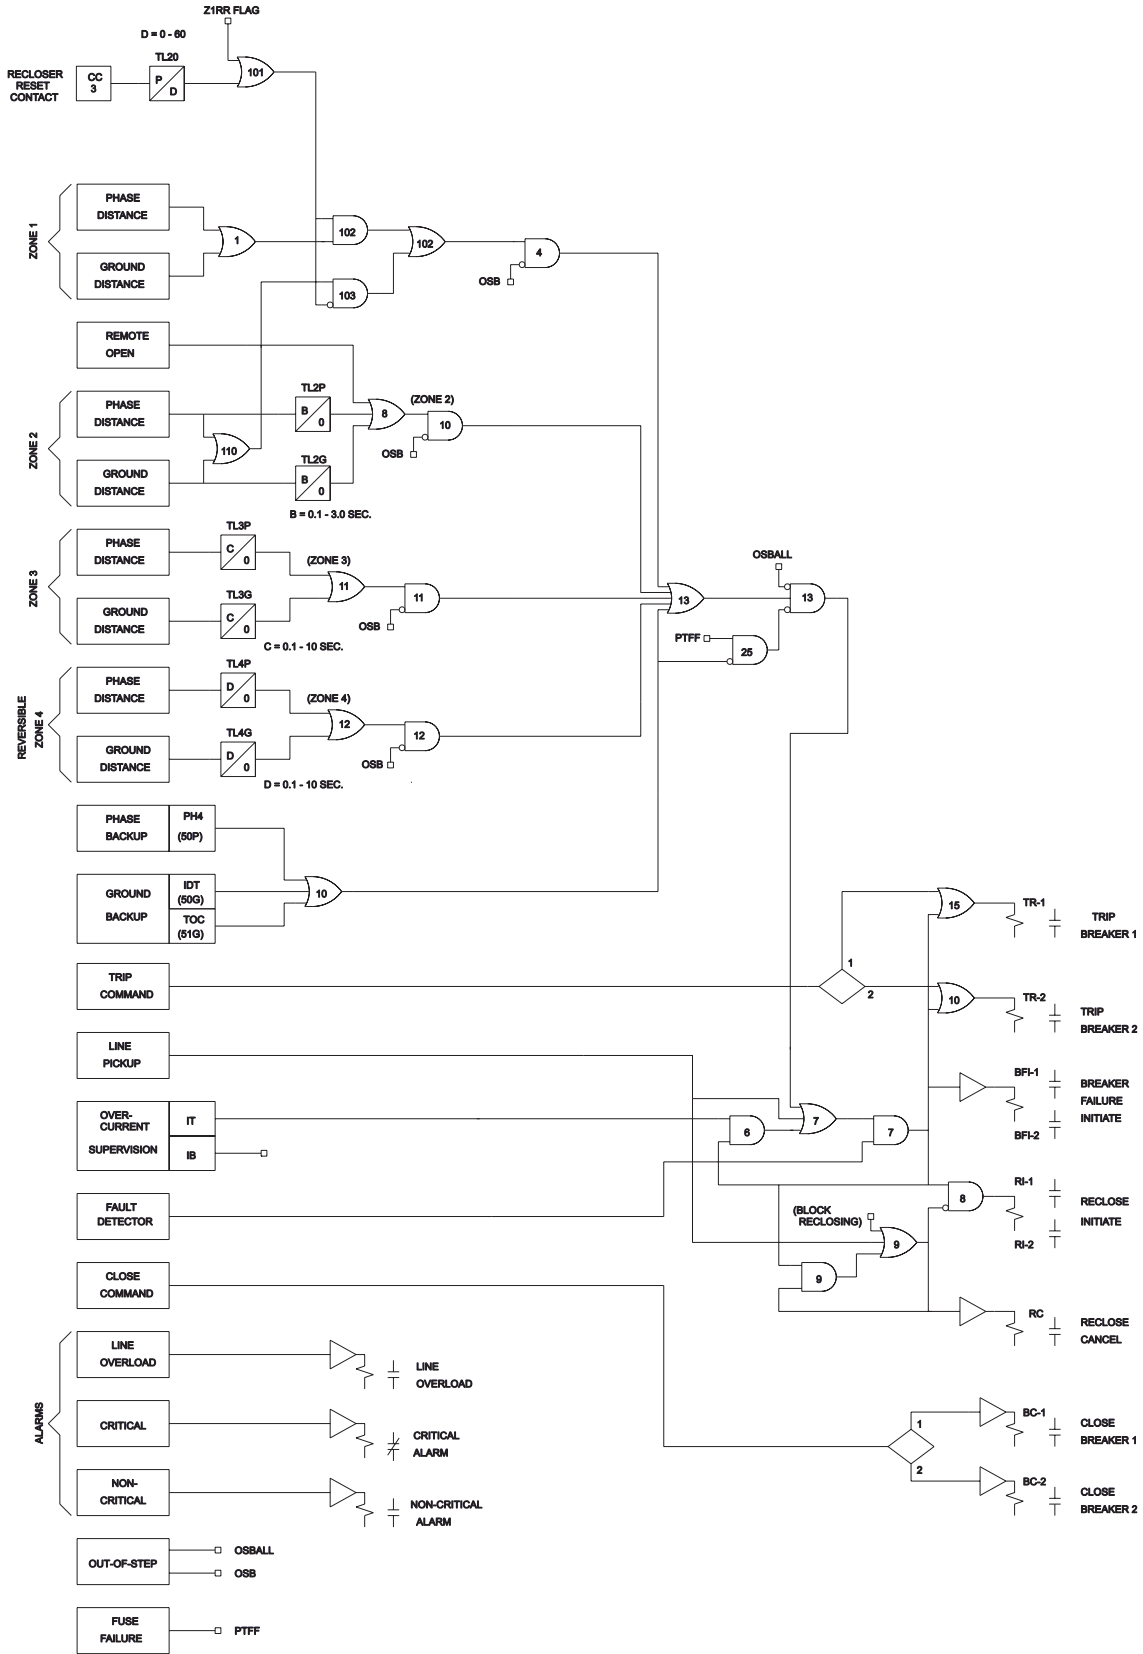 Z1RR FLAG
D = 0 - 60
TL20
RECLOSER
RESET
CONTACT
CC
3
P
D
101
ZONE 1
PHASE
DISTANCE
GROUND
DISTANCE
1
102
102
103
4
OSB
REMOTE
OPEN
ZONE 2
PHASE
DISTANCE
GROUND
DISTANCE
110
TL2P
B
0
TL2G
B
0
B = 0.1 - 3.0 SEC.
8
(ZONE 2)
10
OSB
ZONE 3
PHASE
DISTANCE
GROUND
DISTANCE
TL3P
C
0
TL3G
C
0
C = 0.1 - 10 SEC.
(ZONE 3)
11
11
OSB
13
OSBALL
13
PTFF
25
REVERSIBLE
ZONE 4
PHASE
DISTANCE
GROUND
DISTANCE
TL4P
D
0
TL4G
D
0
D = 0.1 - 10 SEC.
(ZONE 4)
12
12
OSB
PHASE
BACKUP
PH4
(50P)
GROUND
BACKUP
IDT
(50G)
TOC
(51G)
10
TRIP
COMMAND
1
2
15
TR-1
TRIP
BREAKER 1
10
TR-2
TRIP
BREAKER 2
LINE
PICKUP
OVER-
CURRENT
SUPERVISION
IT
IB
6
7
7
BFI-1
BFI-2
BREAKER
FAILURE
INITIATE
FAULT
DETECTOR
8
RI-1
RI-2
RECLOSE
INITIATE
(BLOCK
RECLOSING)
9
9
RC
RECLOSE
CANCEL
CLOSE
COMMAND
ALARMS
LINE
OVERLOAD
LINE
OVERLOAD
CRITICAL
CRITICAL
ALARM
NON-
CRITICAL
NON-CRITICAL
ALARM
1
2
BC-1
CLOSE
BREAKER 1
BC-2
CLOSE
BREAKER 2
OUT-OF-STEP
OSBALL
OSB
FUSE
FAILURE
PTFF